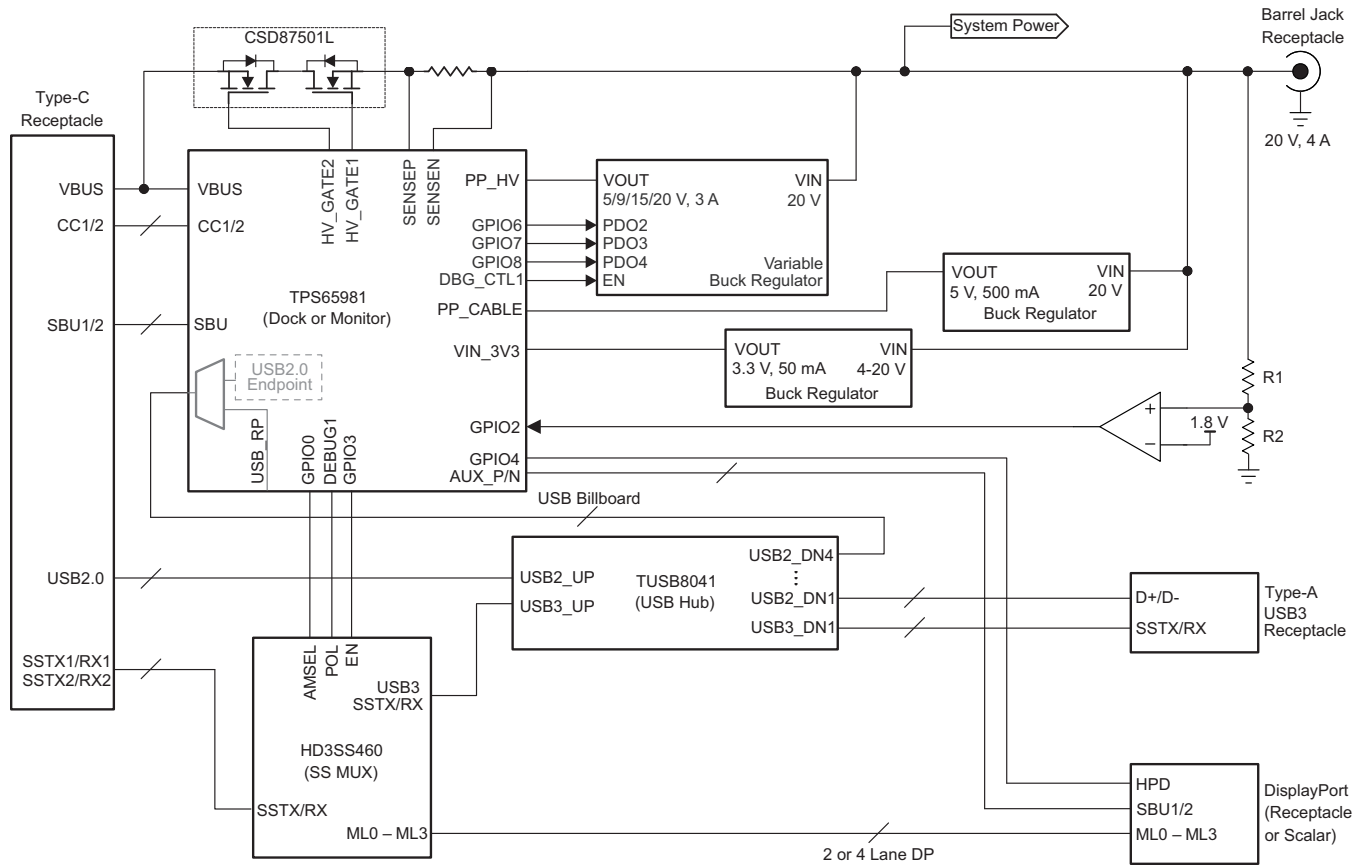 System Power
Barrel Jack
Receptacle
20 V, 4 A
CSD87501L
Type-C
Receptacle
VBUS
CC1/2
SBU1/2
USB2.0
SSTX1/RX1
SSTX2/RX2
VBUS
CC1/2
SBU
HV_GATE2
HV_GATE1
SENSEP
SENSEN
TPS65981
(Dock or Monitor)
USB2.0
Endpoint
USB_RP
GPIO0
DEBUG1
GPIO3
PP_HV
GPIO6
GPIO7
GPIO8
DBG_CTL1
PP_CABLE
VIN_3V3
GPIO2
GPIO4
AUX_P/N
VOUT
5/9/15/20 V, 3 A
VIN
20 V
PDO2
PDO3
PDO4
EN
Variable
Buck Regulator
VOUT
5 V, 500 mA
VIN
20 V
Buck Regulator
VOUT
3.3 V, 50 mA
VIN
4-20 V
Buck Regulator
R1
R2
+
–
1.8 V
USB Billboard
USB2_UP
USB3_UP
TUSB8041
(USB Hub)
USB2_DN4
USB2_DN1
USB3_DN1
D+/D-
SSTX/RX
Type-A
USB3
Receptacle
AMSEL
POL
EN
USB3
SSTX/RX
HD3SS460
(SS MUX)
SSTX/RX
ML0 – ML3
2 or 4 Lane DP
HPD
SBU1/2
ML0 – ML3
DisplayPort
(Receptacle
or Scalar)